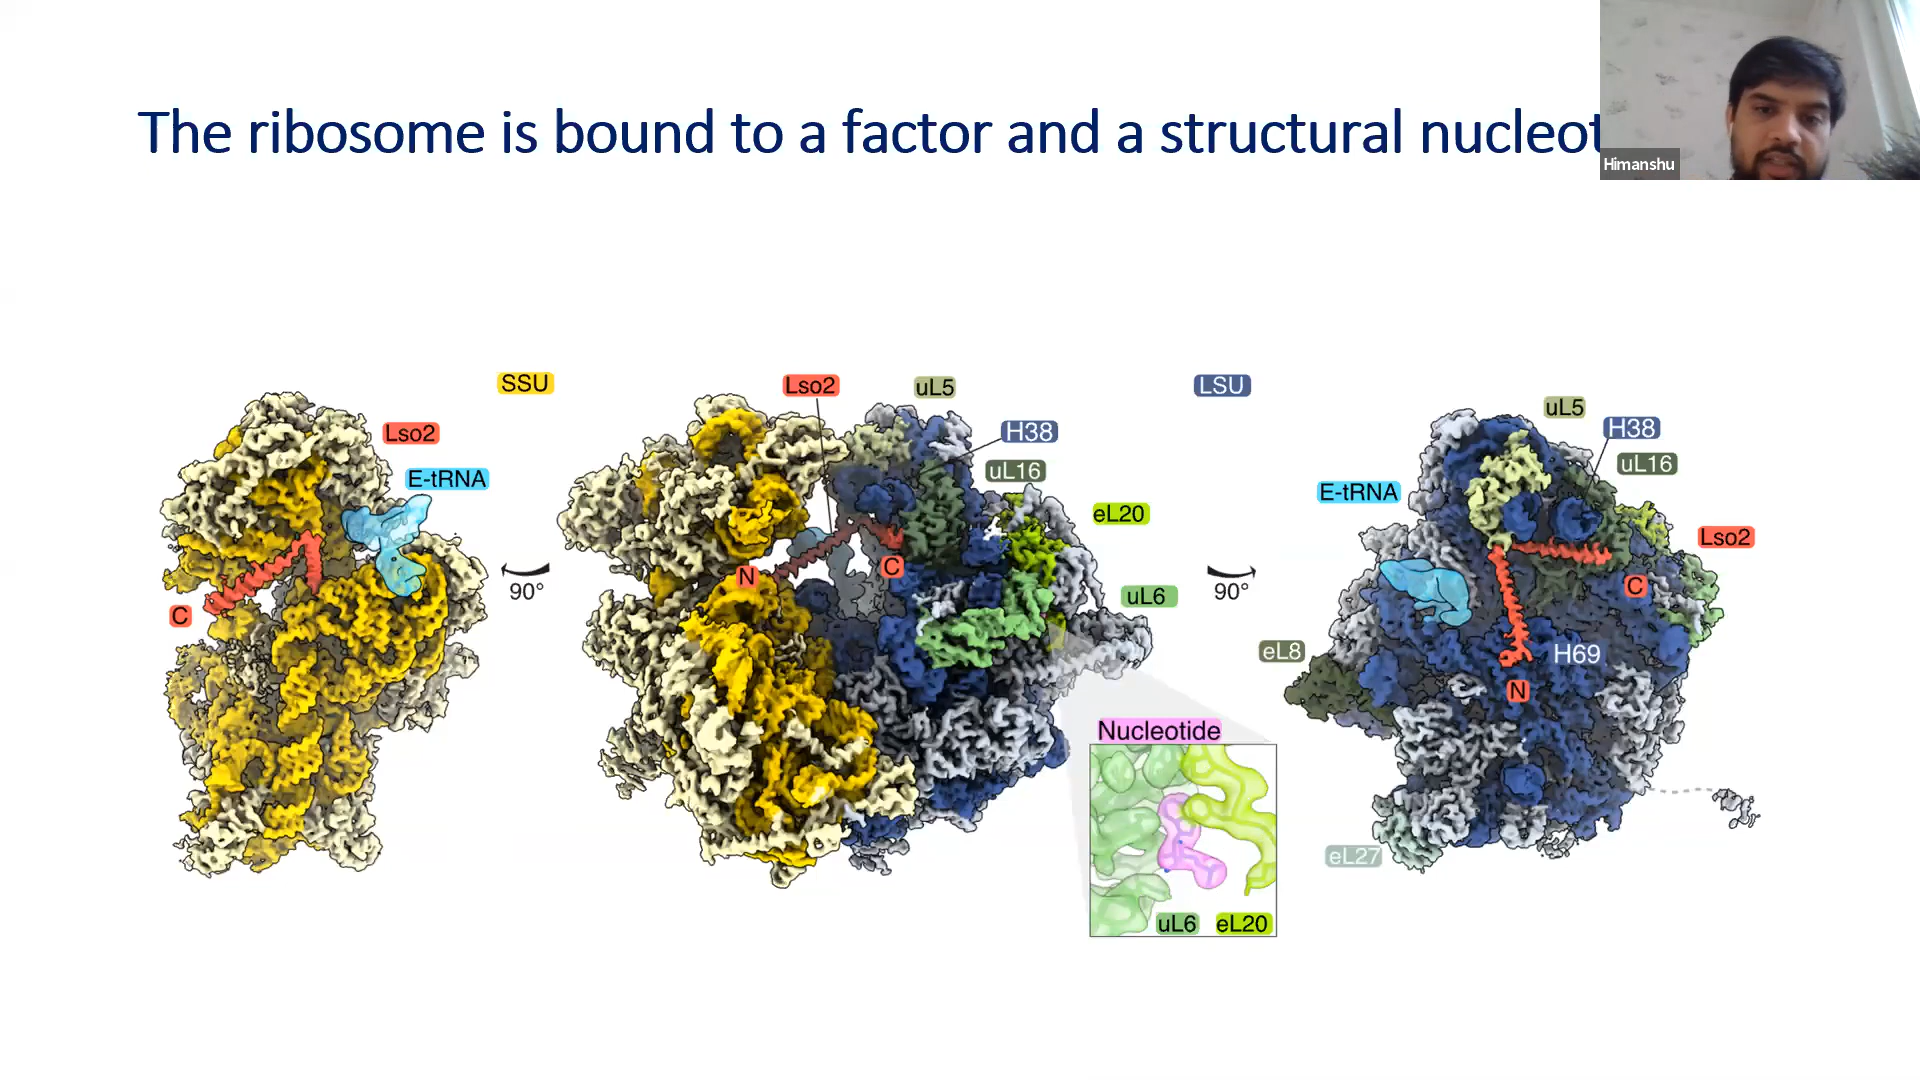 The ribosome is bound to a factor and a structural
Himanshu
SSU
Lso2
E-tRNA
C
90°
Lso2
uL5
H38
uL16
eL20
N
C
uL6
Nucleotide
uL6 eL20
LSU
90°
uL5
H38
uL16
E-tRNA
Lso2
C
eL8
H69
N
eL27